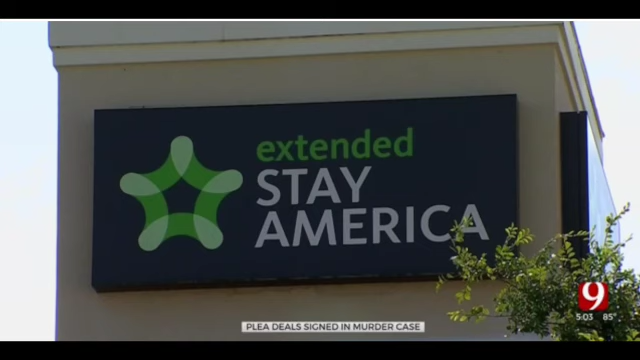 extended
STAY
AMERICA
9
5:03 85°
PLEA DEALS SIGNED IN MURDER CASE